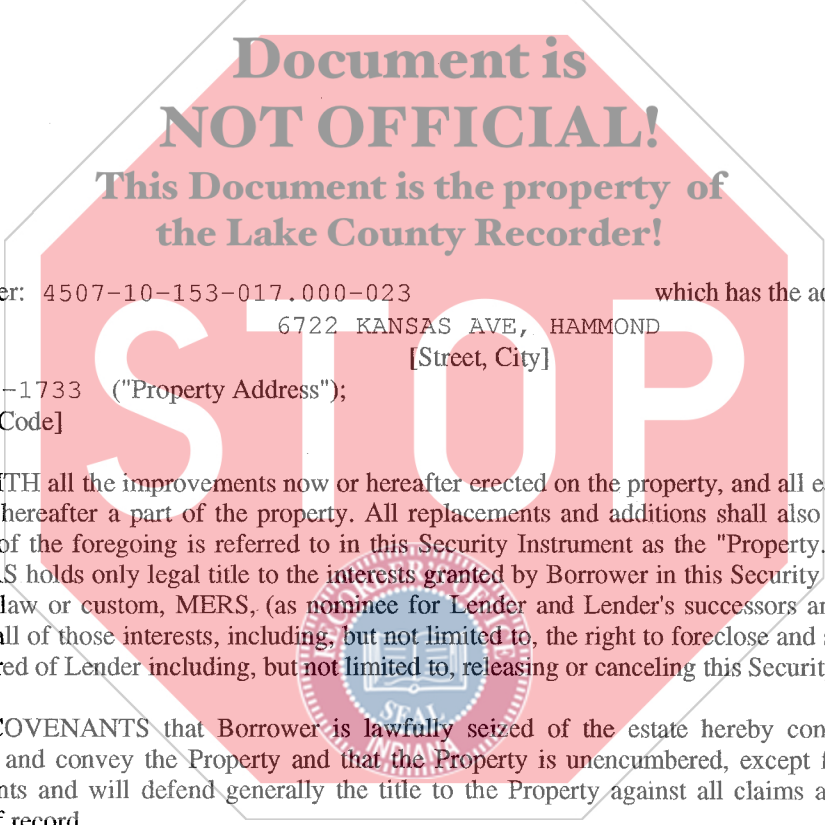 Document is
NOT OFFICIAL!
This Document is the property of
the Lake County Recorder!
er: 4507-10-153-017.000-023 which has the ad
6722 KANSAS AVE, HAMMOND
[Street, City]
-1733 ("Property Address");
Code]
STOP
ITH all the improvements now or hereafter erected on the property, and all e
hereafter a part of the property. All replacements and additions shall also
of the foregoing is referred to in this Security Instrument as the "Property.
RS holds only legal title to the interests granted by Borrower in this Security
law or custom, MERS, (as nominee for Lender and Lender's successors an
all of those interests, including, but not limited to, the right to foreclose and s
red of Lender including, but not limited to, releasing or canceling this Securit
COVENANTS that Borrower is lawfully seized of the estate hereby con
and convey the Property and that the Property is unencumbered, except f
nts and will defend generally the title to the Property against all claims a
f record.
SEAL
INDIANA